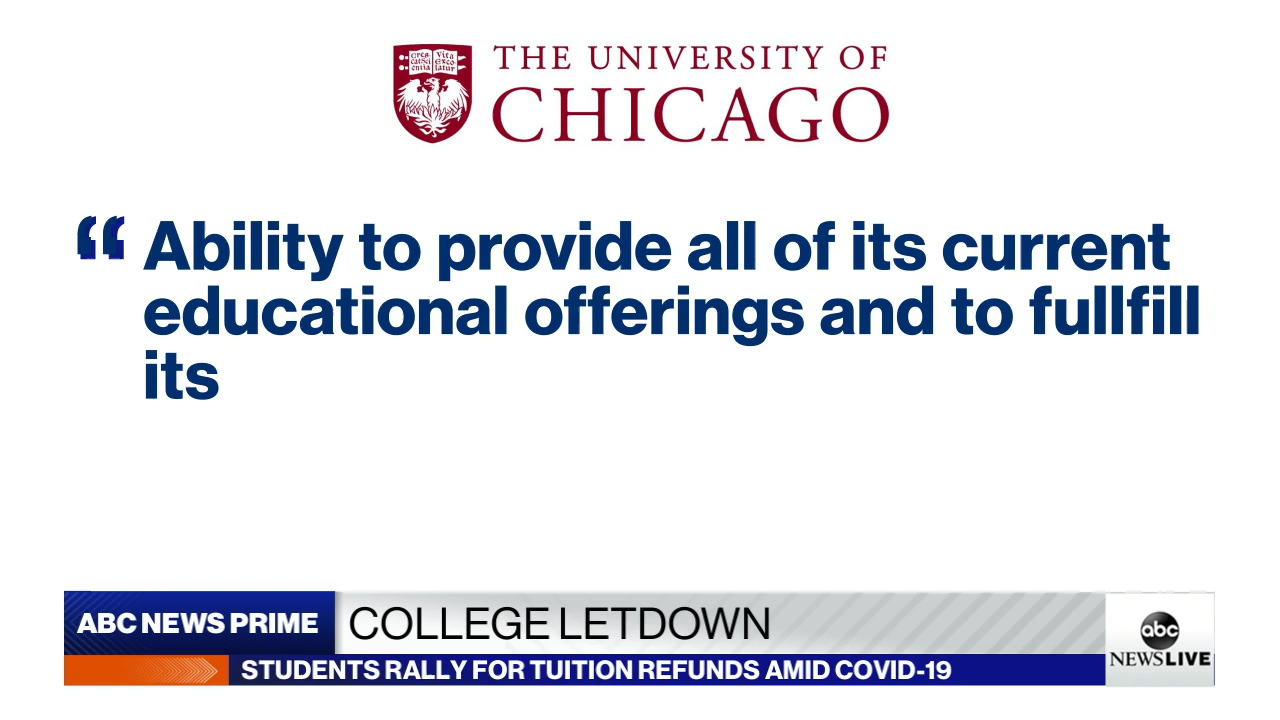 THE UNIVERSITY OF
CHICAGO
“ Ability to provide all of its current
educational offerings and to fullfill
its
ABC NEWS PRIME
COLLEGE LETDOWN
STUDENTS RALLY FOR TUITION REFUNDS AMID COVID-19
abc
NEWSLIVE